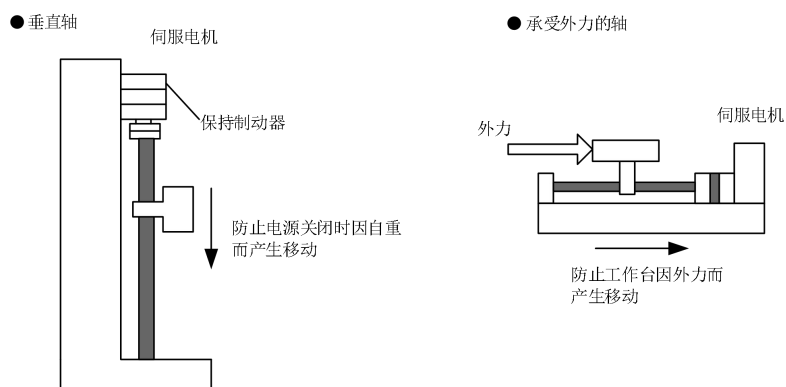 ● 垂直轴
伺服电机
保持制动器
防止电源关闭时因自重
而产生移动
● 承受外力的轴
外力
伺服电机
防止工作台因外力而
产生移动